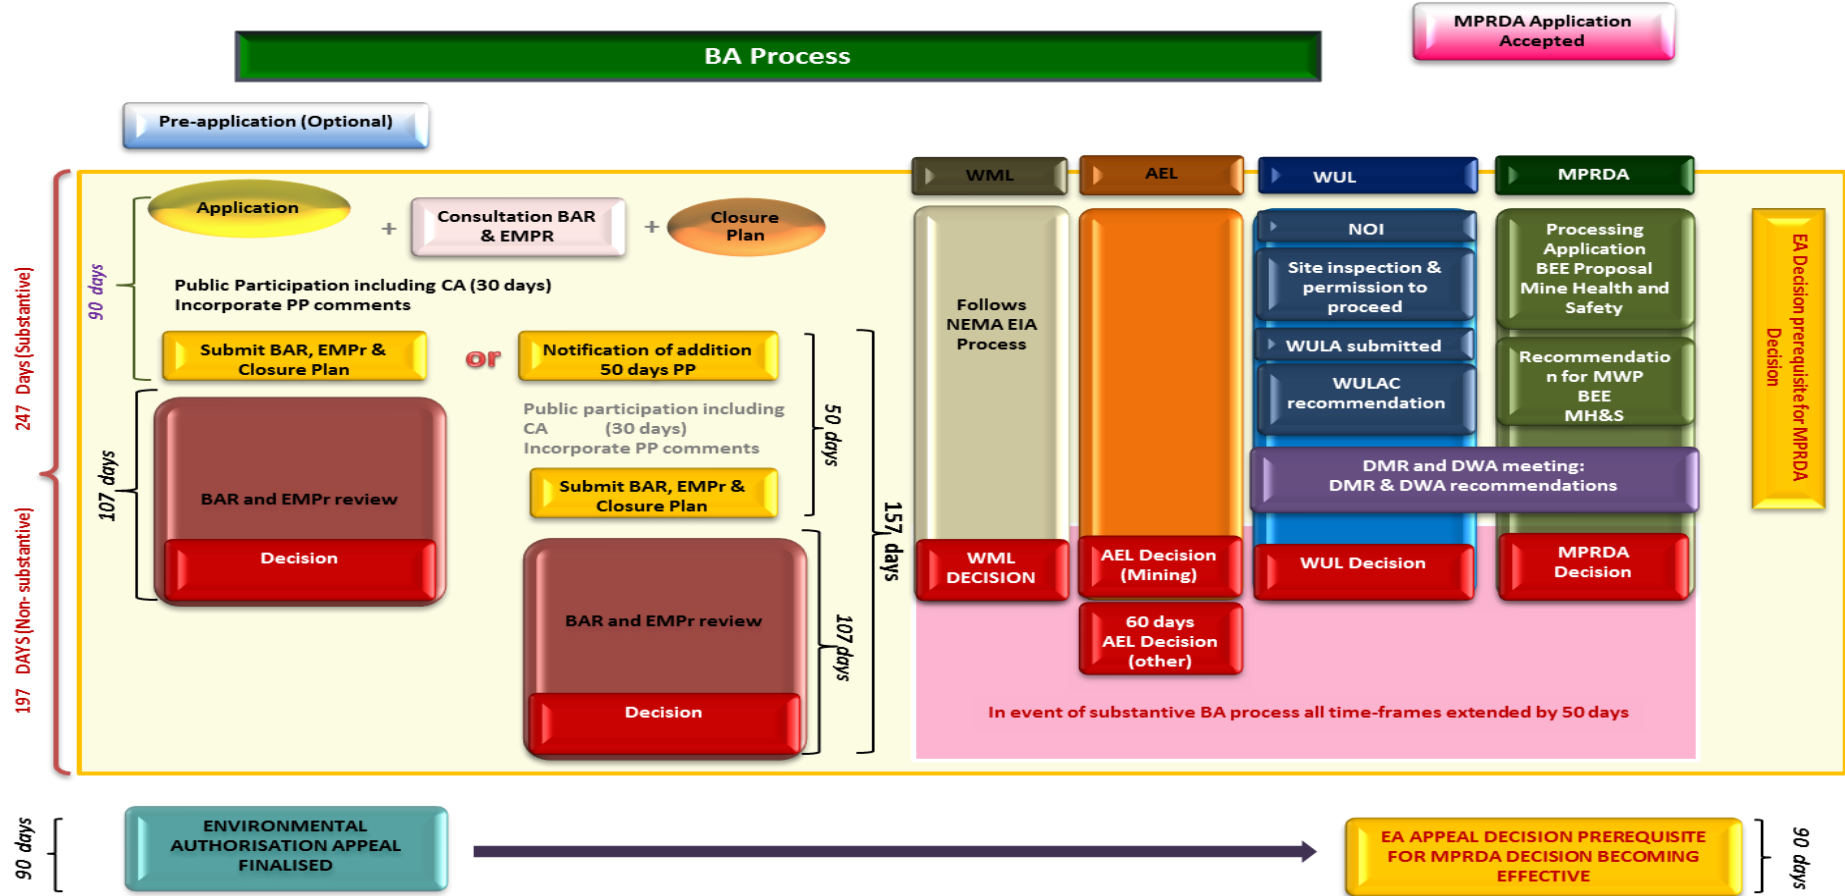 MPRDA Application
Accepted
BA Process
Pre-application (Optional)
247 Days (Substantive)
197 DAYS (Non- substantive)
90 days
Application
+
Consultation BAR
& EMPR
+
Closure
Plan
Public Participation including CA (30 days)
Incorporate PP comments
Submit BAR, EMPr &
Closure Plan
or
Notification of addition
50 days PP
Public participation including
CA (30 days)
Incorporate PP comments
Submit BAR, EMPr &
Closure Plan
50 days
107 days
BAR and EMPr review
Decision
BAR and EMPr review
Decision
107 days
157 days
WML
Follows
NEMA EIA
Process
WML
DECISION
AEL
AEL Decision
(Mining)
60 days
AEL Decision
(other)
WUL
NOI
Site inspection &
permission to
proceed
WULA submitted
WULAC
recommendation
WUL Decision
MPRDA
Processing
Application
BEE Proposal
Mine Health and
Safety
Recommendatio
n for MWP
BEE
MH&S
DMR and DWA meeting:
DMR & DWA recommendations
MPRDA
Decision
In event of substantive BA process all time-frames extended by 50 days
EA Decision prerequisite for MPRDA
Decision
90 days
ENVIRONMENTAL
AUTHORISATION APPEAL
FINALISED
EA APPEAL DECISION PREREQUISITE
FOR MPRDA DECISION BECOMING
EFFECTIVE
90 days